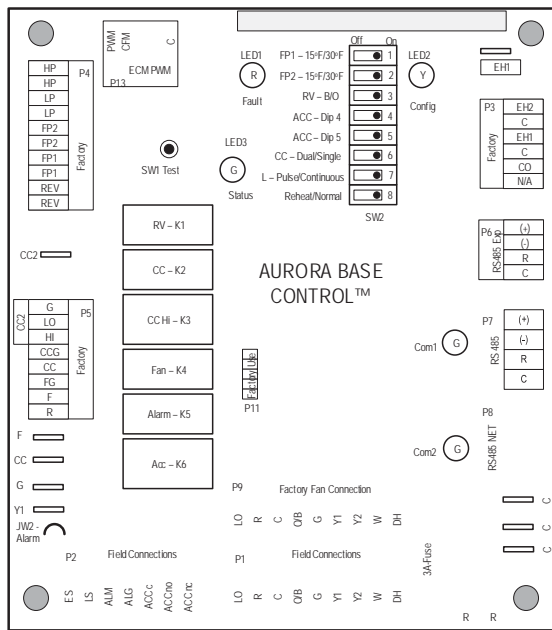 PWM
CFM
C
ECM PWM
P13
Off
On
LED1
R
Fault
FP1 – 15ºF/30ºF
1
FP2 – 15ºF/30ºF
2
RV – B/O
3
ACC – Dip 4
4
ACC – Dip 5
5
CC – Dual/Single
6
L – Pulse/Continuous
7
Reheat/Normal
8
SW2
LED2
Y
Config
EH1
HP
HP
LP
LP
FP2
FP2
FP1
FP1
REV
REV
P4
Factory
SW1 Test
LED3
G
Status
P3
Factory
EH2
C
EH1
C
CO
N/A
P6
RS485 Exp
(+)
(-)
R
C
RV – K1
CC – K2
CC Hi – K3
Fan – K4
Alarm – K5
Acc – K6
AURORA BASE
CONTROL™
CC2
CC2
G
LO
HI
CCG
CC
FG
F
R
P5
Factory
Factory Use
P11
Com1
G
P7
RS 485
(+)
(-)
R
C
Com2
G
P8
RS485 NET
F
CC
G
Y1
JW2 -
Alarm
P9
Factory Fan Connection
LO
R
C
O/B
G
Y1
Y2
W
DH
C
C
C
P2
Field Connections
ES
LS
ALM
ALG
ACC c
ACC no
ACC nc
P1
Field Connections
LO
R
C
O/B
G
Y1
Y2
W
DH
3A-Fuse
R
R